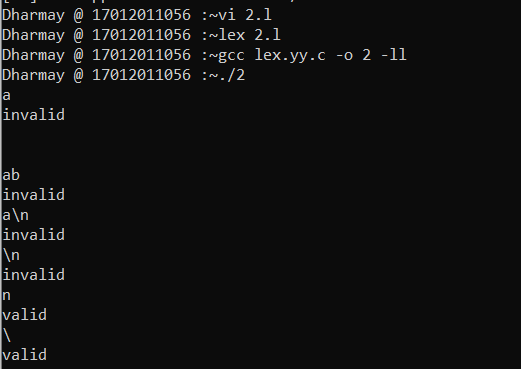 Dharmay @ 17012011056 :~vi 2.l
Dharmay @ 17012011056 :~lex 2.l
Dharmay @ 17012011056 :~gcc lex.yy.c -o 2 -ll
Dharmay @ 17012011056 :~./2
a
invalid
ab
invalid
a\n
invalid
\n
invalid
n
valid
\
valid